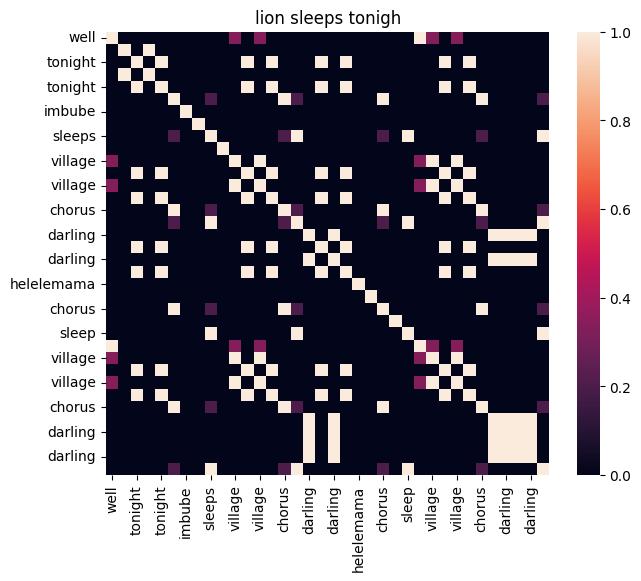 lion sleeps tonigh
well
tonight
tonight
imbube
sleeps
village
village
chorus
darling
darling
helelemama
chorus
sleep
village
village
chorus
darling
darling
1.0
0.8
0.6
0.4
0.2
0.0
well
tonight
tonight
imbube
sleeps
village
village
chorus
darling
darling
helelemama
chorus
sleep
village
village
chorus
darling
darling